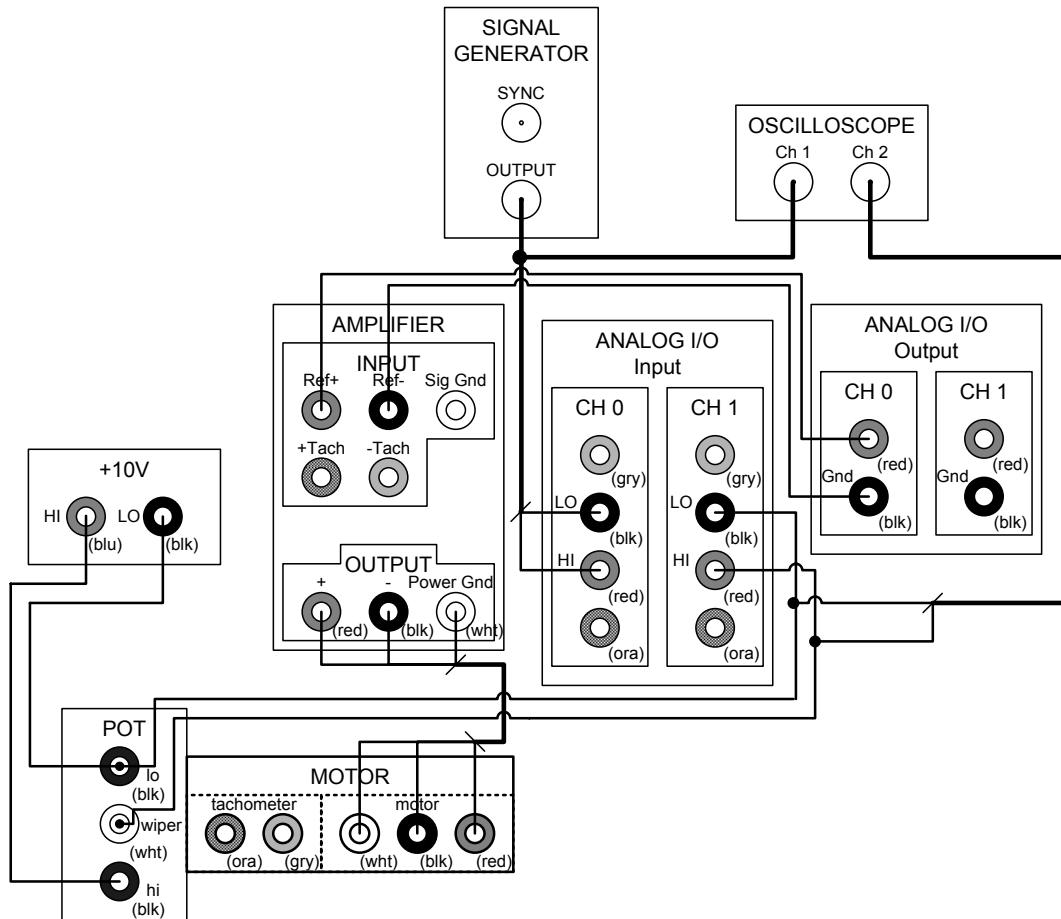 SIGNAL
GENERATOR
SYNC
OUTPUT
OSCILLOSCOPE
Ch 1
Ch 2
AMPLIFIER
INPUT
Ref+
Ref-
Sig Gnd
+Tach
-Tach
OUTPUT
+
-
Power Gnd
(red)
(blk)
(wht)
ANALOG I/O
Input
CH 0
(gry)
LO
(blk)
HI
(red)
(ora)
CH 1
(gry)
LO
(blk)
HI
(red)
(ora)
ANALOG I/O
Output
CH 0
(red)
Gnd
(blk)
CH 1
(red)
Gnd
(blk)
+10V
HI
(blu)
LO
(blk)
POT
lo
(blk)
wiper
(wht)
hi
(blk)
MOTOR
tachometer
(ora)
(gry)
motor
(wht)
(blk)
(red)